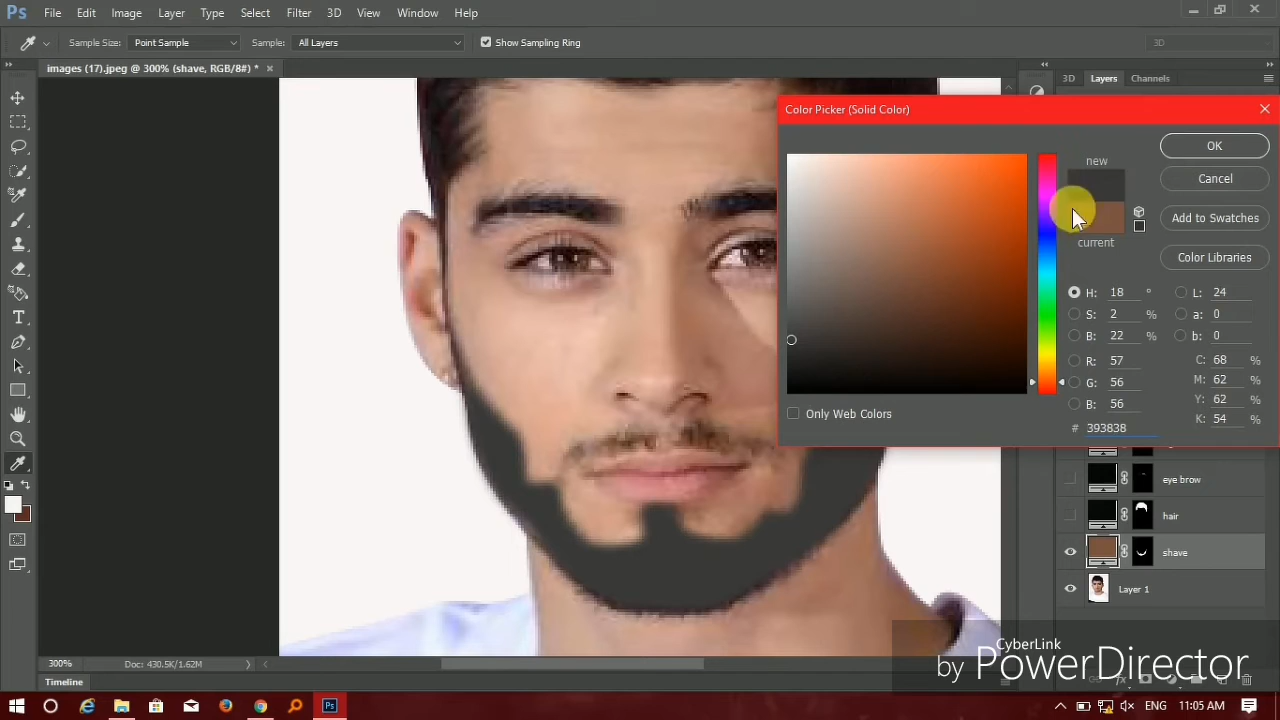 Ps File Edit Image Layer Type Select Filter 3D View Window Help
Sample Size: Point Sample Sample: All Layers Show Sampling Ring 3D
images (17).jpeg @ 300% (shave, RGB/8#) *
3D Layers Channels
Color Picker (Solid Color)
new
current
OK
Cancel
Add to Swatches
Color Libraries
H: 18 ° L: 24
S: 2 % a: 0
B: 22 % b: 0
R: 57 C: 68 %
G: 56 M: 62 %
B: 56 Y: 62 %
# 393838 K: 54 %
Only Web Colors
eye brow
hair
shave
Layer 1
CyberLink
by PowerDirector
300% Doc: 430.5K/1.62M
Timeline
fx
Ps ENG 11:05 AM